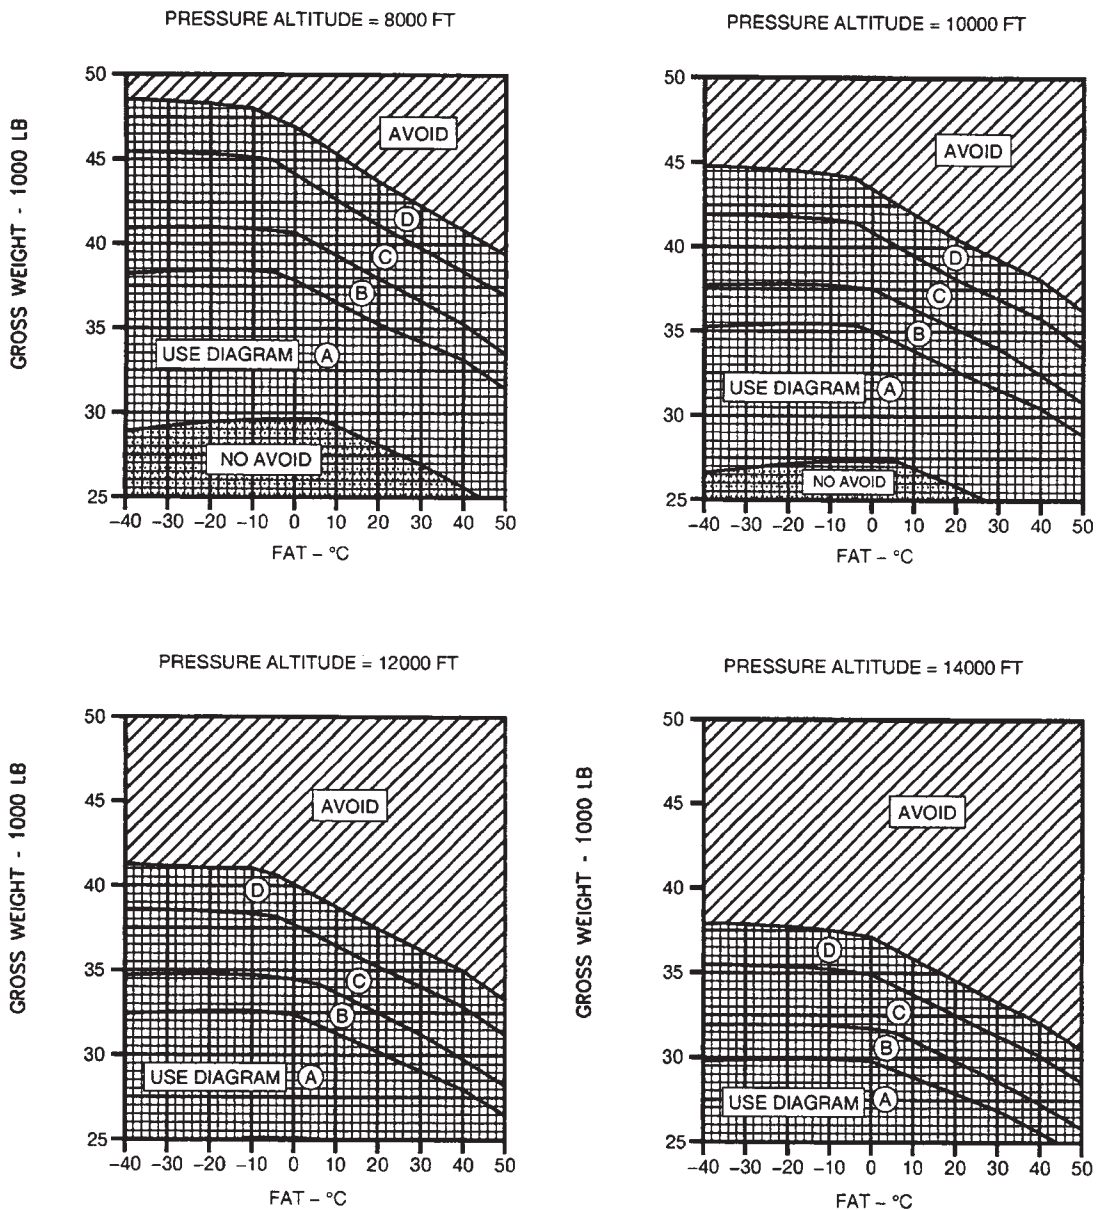 PRESSURE ALTITUDE = 8000 FT
GROSS WEIGHT - 1000 LB
50
45
40
35
30
25
AVOID
D
C
B
USE DIAGRAM A
NO AVOID
-40 -30 -20 -10 0 10 20 30 40 50
FAT - °C
PRESSURE ALTITUDE = 10000 FT
50
45
40
35
30
25
AVOID
D
C
B
USE DIAGRAM A
NO AVOID
-40 -30 -20 -10 0 10 20 30 40 50
FAT - °C
PRESSURE ALTITUDE = 12000 FT
GROSS WEIGHT - 1000 LB
50
45
40
35
30
25
AVOID
D
C
B
USE DIAGRAM A
-40 -30 -20 -10 0 10 20 30 40 50
FAT - °C
PRESSURE ALTITUDE = 14000 FT
GROSS WEIGHT - 1000 LB
50
45
40
35
30
25
AVOID
D
C
B
USE DIAGRAM A
-40 -30 -20 -10 0 10 20 30 40 50
FAT - °C